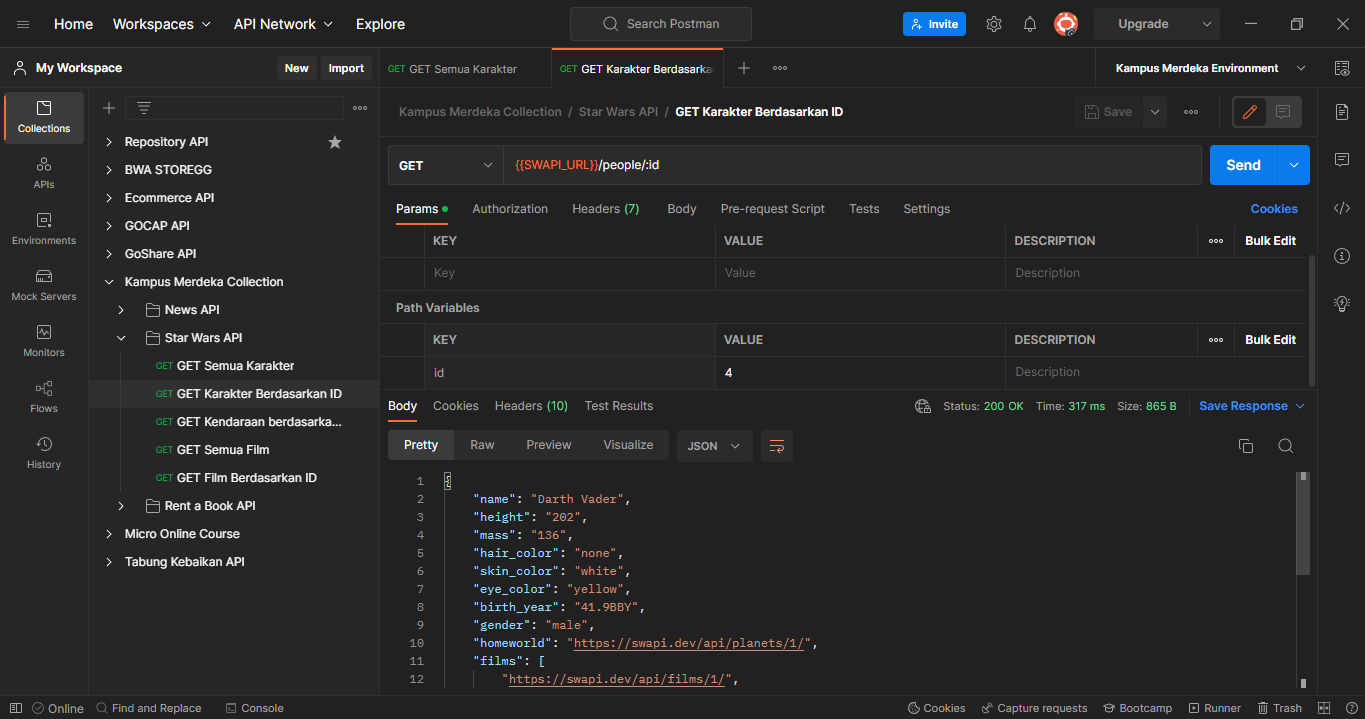 Home Workspaces API Network Explore Search Postman Invite Upgrade
My Workspace New Import GET GET Semua Karakter GET GET Karakter Berdasarka Kampus Merdeka Environment
Kampus Merdeka Collection / Star Wars API / GET Karakter Berdasarkan ID Save
Collections
APIs
Environments
Mock Servers
Monitors
Flows
History
Repository API
BWA STOREGG
Ecommerce API
GOCAP API
GoShare API
Kampus Merdeka Collection
News API
Star Wars API
GET GET Semua Karakter
GET GET Karakter Berdasarkan ID
GET GET Kendaraan berdasarka...
GET GET Semua Film
GET GET Film Berdasarkan ID
Rent a Book API
Micro Online Course
Tabung Kebaikan API
GET {{SWAPI_URL}}/people/:id Send
Params Authorization Headers (7) Body Pre-request Script Tests Settings Cookies
KEY VALUE DESCRIPTION Bulk Edit
Key Value Description
Path Variables
KEY VALUE DESCRIPTION Bulk Edit
id 4 Description
Body Cookies Headers (10) Test Results Status: 200 OK Time: 317 ms Size: 865 B Save Response
Pretty Raw Preview Visualize JSON
1 {
2 "name": "Darth Vader",
3 "height": "202",
4 "mass": "136",
5 "hair_color": "none",
6 "skin_color": "white",
7 "eye_color": "yellow",
8 "birth_year": "41.9BBY",
9 "gender": "male",
10 "homeworld": "https://swapi.dev/api/planets/1/",
11 "films": [
12 "https://swapi.dev/api/films/1/",
Online Find and Replace Console Cookies Capture requests Bootcamp Runner Trash